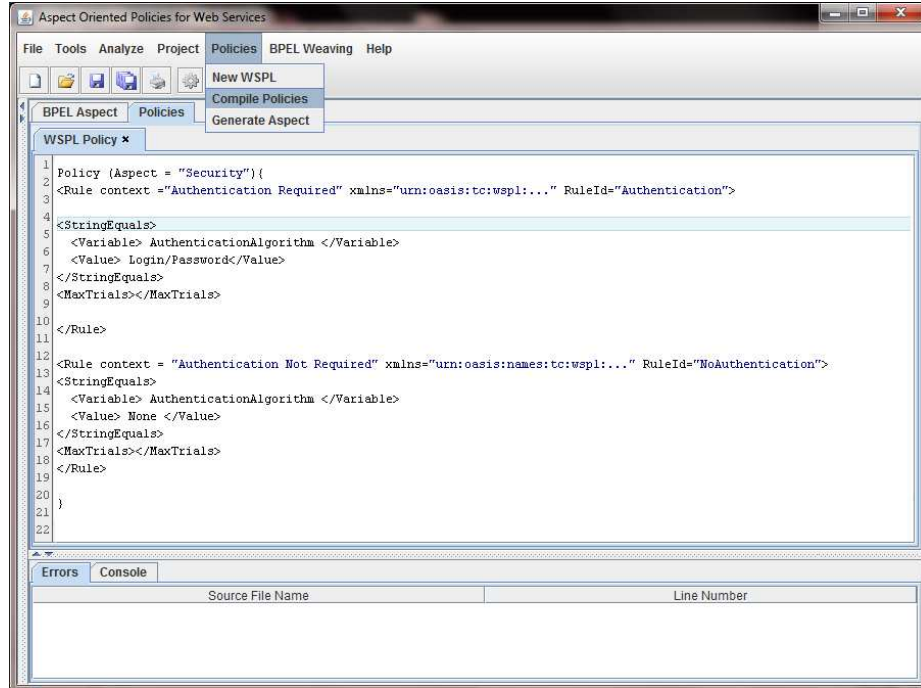 Aspect Oriented Policies for Web Services
File Tools Analyze Project Policies BPEL Weaving Help
New WSPL
Compile Policies
Generate Aspect
BPEL Aspect Policies
WSPL Policy ×
1
2
3
4
5
6
7
8
9
10
11
12
13
14
15
16
17
18
19
20
21
22
Policy (Aspect = "Security"){
<Rule context ="Authentication Required" xmlns="urn:oasis:tc:wspl:..." RuleId="Authentication">
<StringEquals>
<Variable> AuthenticationAlgorithm </Variable>
<Value> Login/Password</Value>
</StringEquals>
<MaxTrials></MaxTrials>
</Rule>
<Rule context = "Authentication Not Required" xmlns="urn:oasis:names:tc:wspl:..." RuleId="NoAuthentication">
<StringEquals>
<Variable> AuthenticationAlgorithm </Variable>
<Value> None </Value>
</StringEquals>
<MaxTrials></MaxTrials>
</Rule>
}
Errors Console
Source File Name Line Number